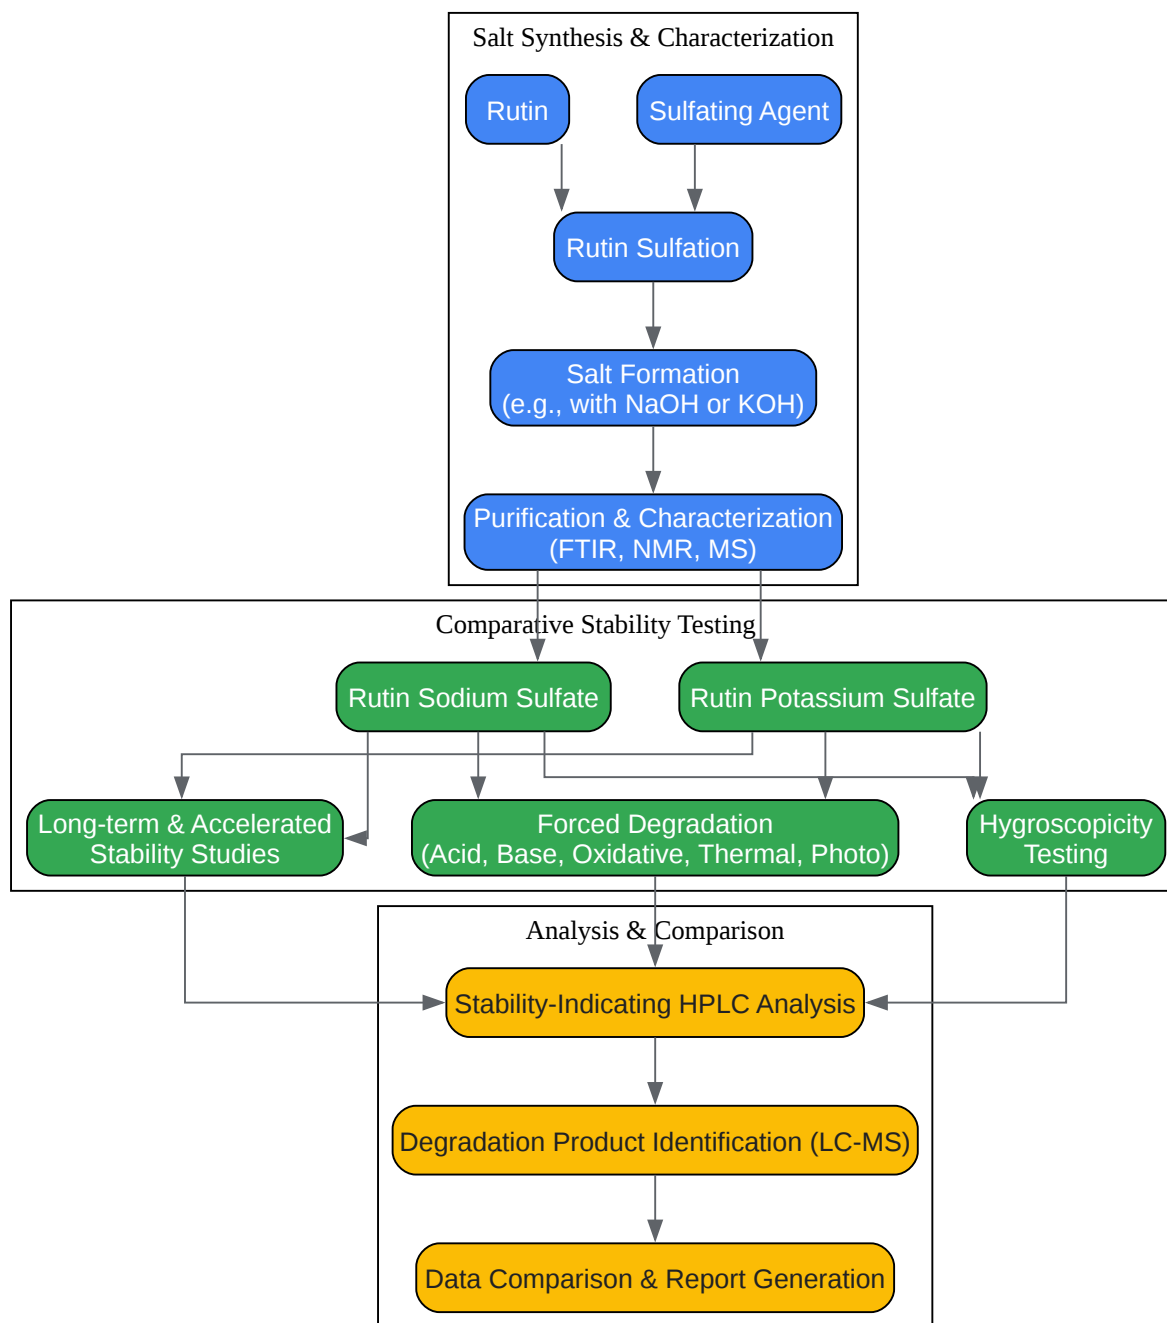 Salt Synthesis & Characterization
Rutin
Sulfating Agent
Rutin Sulfation
Salt Formation
(e.g., with NaOH or KOH)
Purification & Characterization
(FTIR, NMR, MS)
Comparative Stability Testing
Rutin Sodium Sulfate
Rutin Potassium Sulfate
Long-term & Accelerated
Stability Studies
Forced Degradation
(Acid, Base, Oxidative, Thermal, Photo)
Hygroscopicity
Testing
Analysis & Comparison
Stability-Indicating HPLC Analysis
Degradation Product Identification (LC-MS)
Data Comparison & Report Generation